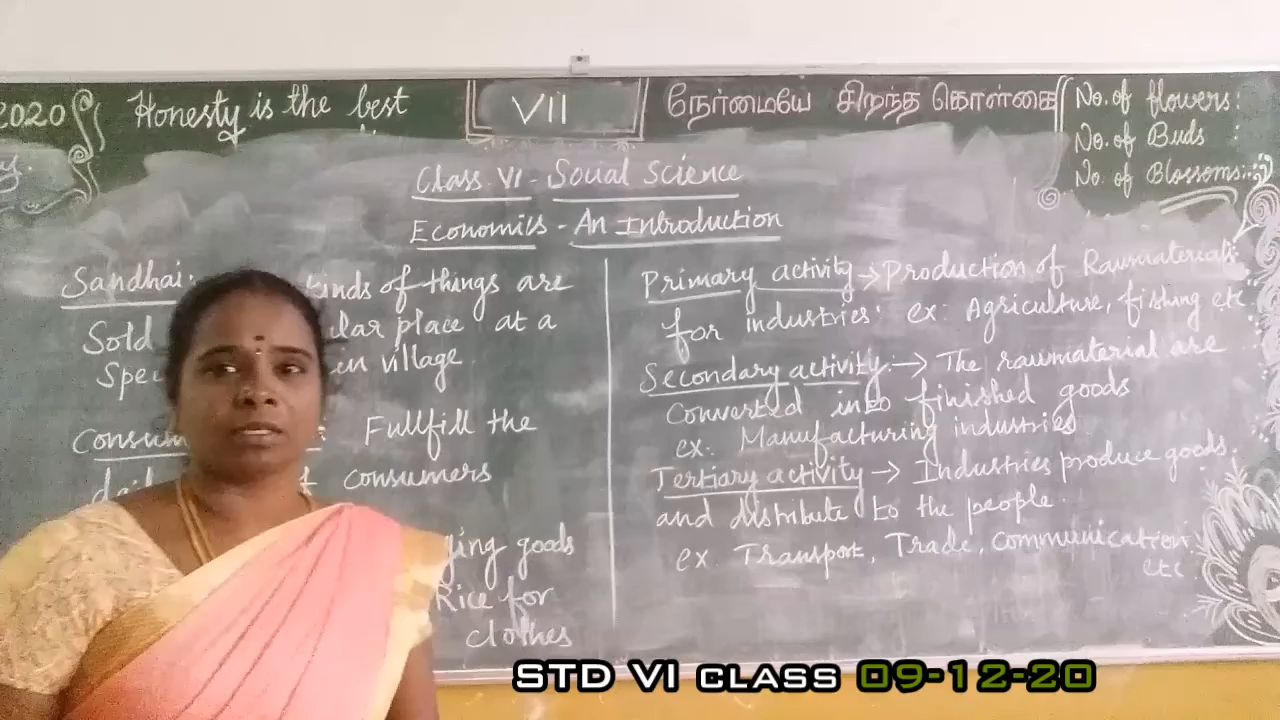 2020
Honesty is the best
VII
நேர்மையே சிறந்த கொள்கை
No. of flowers:
No. of Buds :
No. of Blossoms:
Class VI - Social Science
Economics - An Introduction
Sandhai: kinds of things are
Sold place at a
in village
Fullfill the
consumers
goods
Rice for
clothes
Primary activity → Production of Rawmaterials
for industries. ex: Agriculture, fishing etc
Secondary activity: → The rawmaterial are
converted into finished goods
ex: Manufacturing industries
Tertiary activity → Industries produce goods.
and distribute to the people.
ex. Transport, Trade, communication
etc.
STD VI CLASS 09-12-20